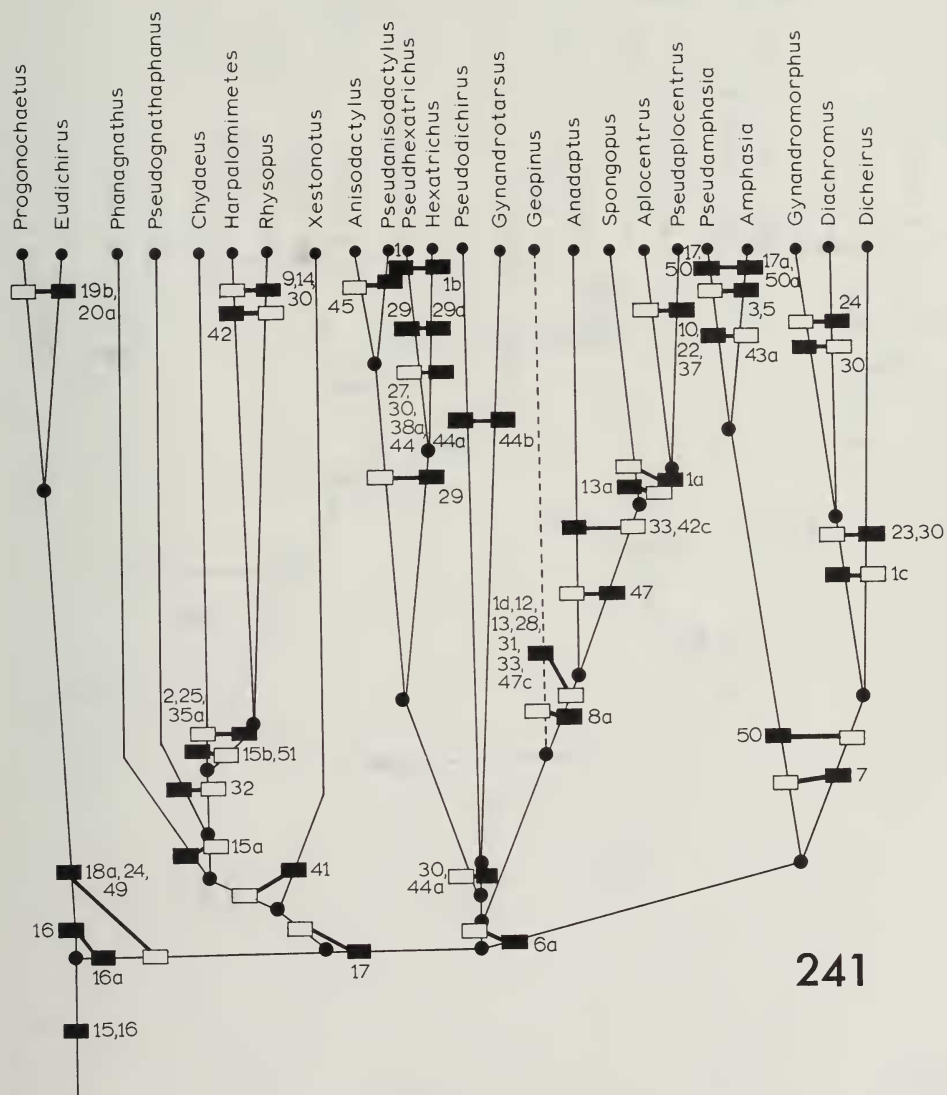 Progonochaetus
Eudichirus
Phanagnathus
Pseudognathaphanus
Chydaeus
Harpalomimetes
Rhysopus
Xestonotus
Anisodactylus
Pseudanisodactylus
Pseudhexatrichus
Hexatrichus
Pseudodichirus
Gynandrotarsus
Geopinus
Anadaptus
Spongopus
Aplocentrus
Pseudaplocentrus
Pseudamphasia
Amphasia
Gynandromorphus
Diachromus
Dicheirus
19b,
20a
9,14,
30
42
45
1
1b
29
29a
27,
30,
38a,
44
44a
44b
29
17,
50
17a,
50a
3,5
10,
22,
37
43a
24
30
13a
1a
33,42c
23,30
1c
47
1d,12,
13,28,
31,
33,
47c
8a
2,25,
35a
15b,51
32
15a
50
7
18a,24,
49
41
30,
44a
16
16a
17
6a
241
15,16